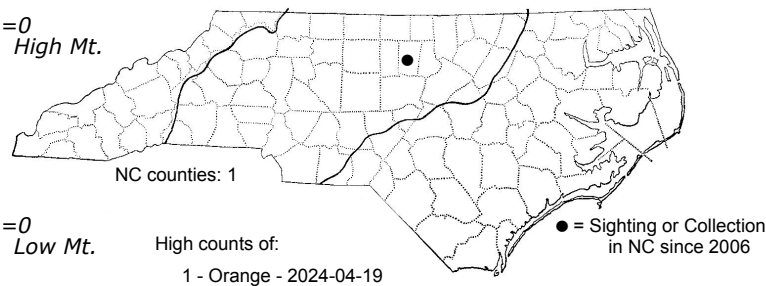 =0
High Mt.
NC counties: 1
=0
Low Mt.
High counts of:
1 - Orange - 2024-04-19
● = Sighting or Collection
in NC since 2006